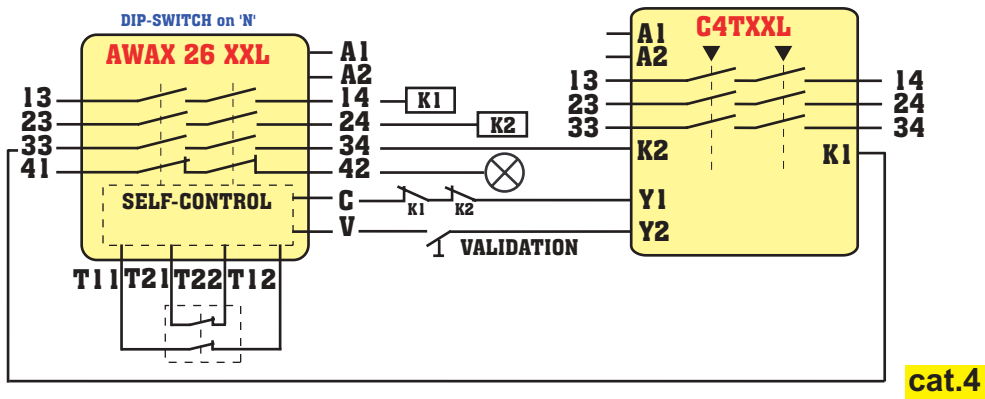 DIP-SWITCH on 'N'
AWAX 26 XXL
C4TXXL
A1
A2
A1
A2
13
14
K1
13
14
23
24
K2
23
24
33
34
33
34
K2
K1
41
42
SELF-CONTROL
C
K1
K2
Y1
V
VALIDATION
Y2
T11
T21
T22
T12
cat.4